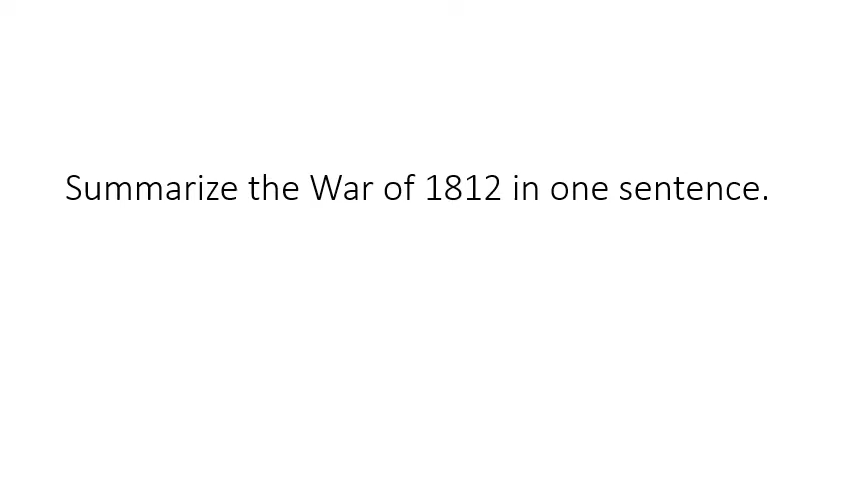 Summarize the War of 1812 in one sentence.